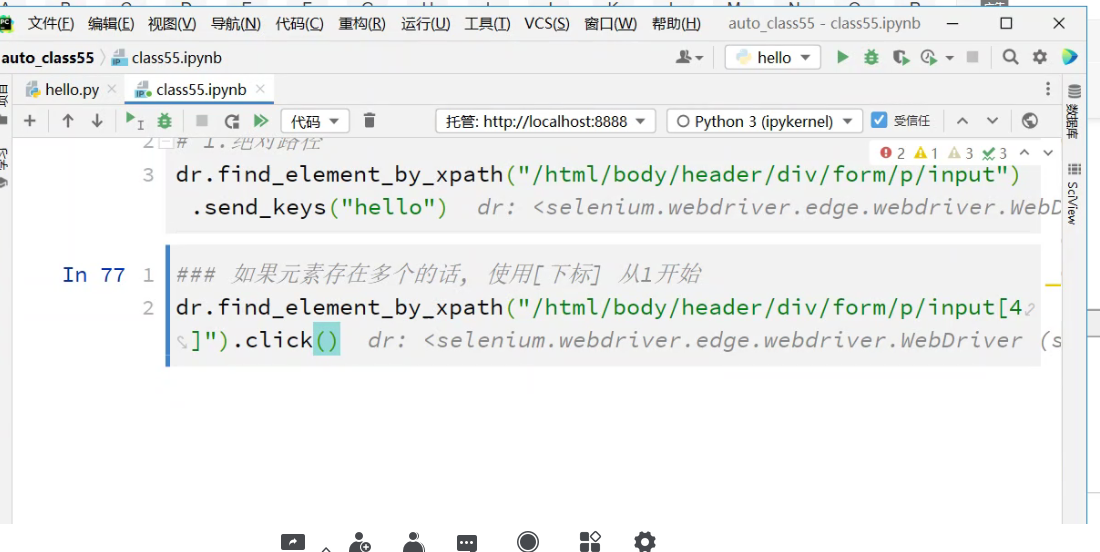 文件(F) 编辑(E) 视图(V) 导航(N) 代码(C) 重构(R) 运行(U) 工具(T) VCS(S) 窗口(W) 帮助(H) auto_class55 - class55.ipynb
auto_class55 class55.ipynb hello
hello.py class55.ipynb
代码 托管: http://localhost:8888 Python 3 (ipykernel) 受信任
2 # 1.绝对路径
2 1 3 3
3 dr.find_element_by_xpath("/html/body/header/div/form/p/input")
.send_keys("hello") dr: <selenium.webdriver.edge.webdriver.WebD
In 77 1 ### 如果元素存在多个的话, 使用[下标] 从1开始
2 dr.find_element_by_xpath("/html/body/header/div/form/p/input[4
]").click() dr: <selenium.webdriver.edge.webdriver.WebDriver (s
数据库
SciView